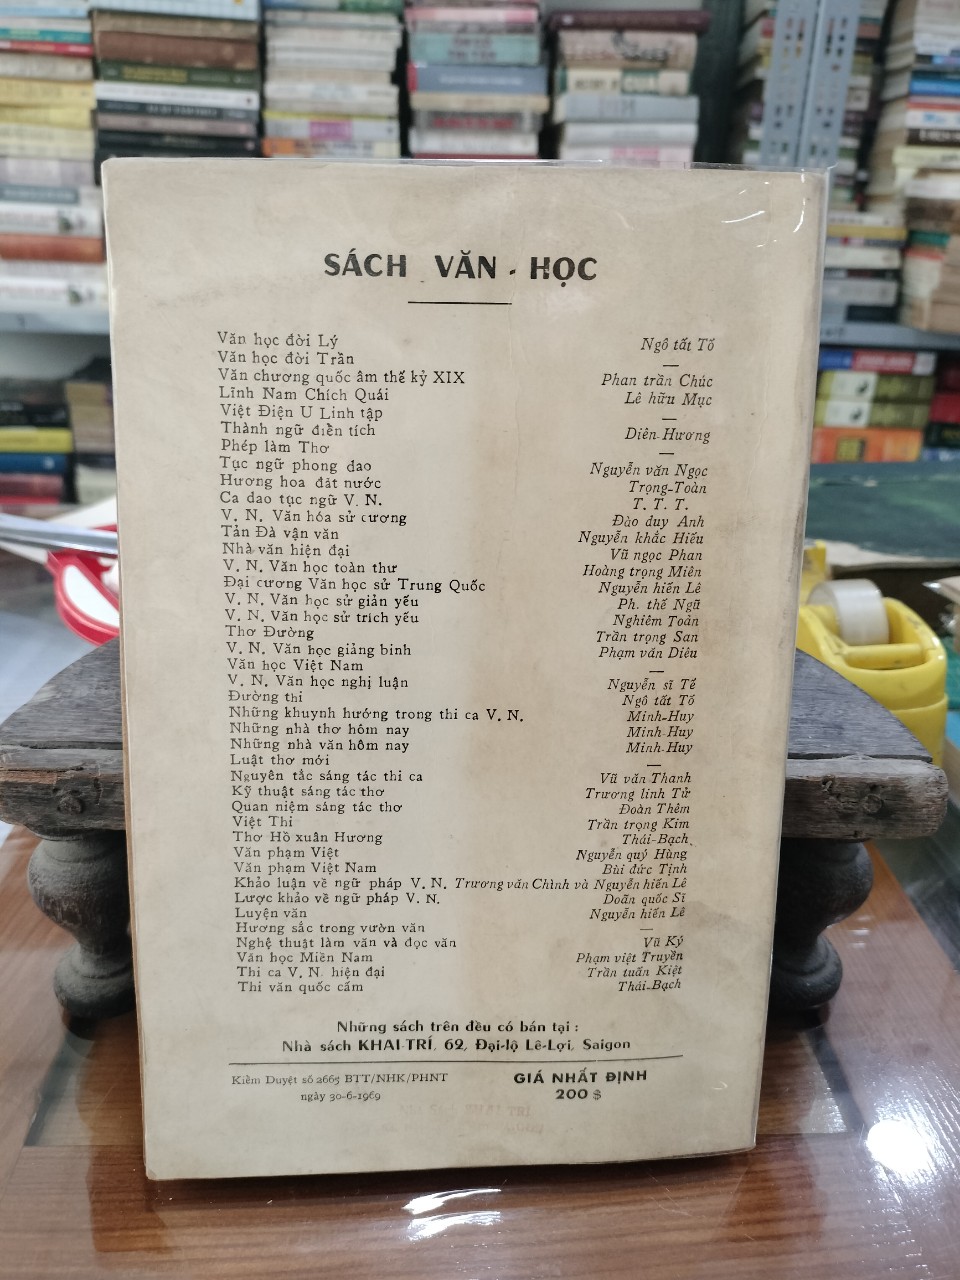 SÁCH VĂN - HỌC
Văn học đời Lý Ngô tất Tố
Văn học đời Trần —
Văn chương quốc âm thế kỷ XIX Phan trần Chúc
Lĩnh Nam Chích Quái Lê hữu Mục
Việt Điện U Linh tập —
Thành ngữ điển tích Diên-Hương
Phép làm Thơ —
Tục ngữ phong dao Nguyễn văn Ngọc
Hương hoa đất nước Trọng-Toàn
Ca dao tục ngữ V. N. T. T. T.
V. N. Văn hóa sử cương Đào duy Anh
Tản Đà vận văn Nguyễn khắc Hiếu
Nhà văn hiện đại Vũ ngọc Phan
V. N. Văn học toàn thư Hoàng trọng Miên
Đại cương Văn học sử Trung Quốc Nguyễn hiến Lê
V. N. Văn học sử giản yếu Ph. thế Ngũ
V. N. Văn học sử trích yếu Nghiêm Toản
Thơ Đường Trần trọng San
V. N. Văn học giảng bình Phạm văn Diêu
Văn học Việt Nam —
V. N. Văn học nghị luận Nguyễn sĩ Tế
Đường thi Ngô tất Tố
Những khuynh hướng trong thi ca V. N. Minh-Huy
Những nhà thơ hôm nay Minh-Huy
Những nhà văn hôm nay Minh-Huy
Luật thơ mới —
Nguyên tắc sáng tác thi ca Vũ văn Thanh
Kỹ thuật sáng tác thơ Trương linh Tử
Quan niệm sáng tác thơ Đoàn Thêm
Việt Thi Trần trọng Kim
Thơ Hồ xuân Hương Thái-Bạch
Văn phạm Việt Nguyễn quý Hùng
Văn phạm Việt Nam Bùi đức Tịnh
Khảo luận về ngữ pháp V. N. Trương văn Chình và Nguyễn hiến Lê
Lược khảo về ngữ pháp V. N. Doãn quốc Sĩ
Luyện văn Nguyễn hiến Lê
Hương sắc trong vườn văn —
Nghệ thuật làm văn và đọc văn Vũ Ký
Văn học Miền Nam Phạm việt Truyền
Thi ca V. N. hiện đại Trần tuấn Kiệt
Thi văn quốc cấm Thái-Bạch
Những sách trên đều có bán tại :
Nhà sách KHAI-TRÍ, 62, Đại-lộ Lê-Lợi, Saigon
Kiểm Duyệt số 2665 BTT/NHK/PHNT
ngày 30-6-1969
GIÁ NHẤT ĐỊNH
200 $